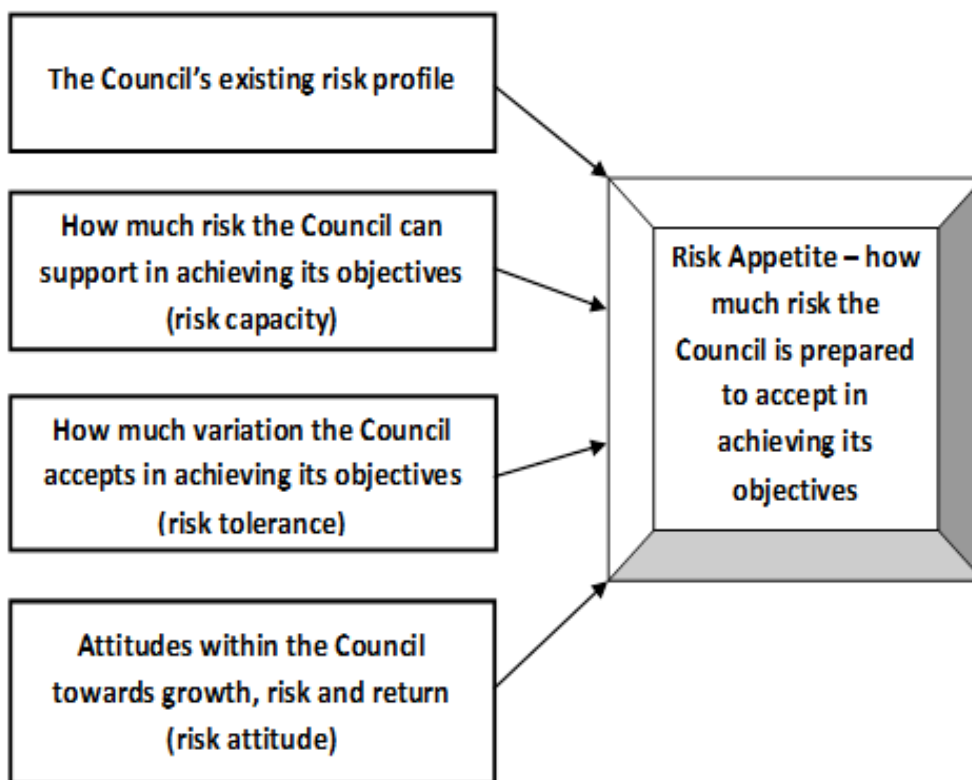 The Council’s existing risk profile
How much risk the Council can
support in achieving its objectives
(risk capacity)
How much variation the Council
accepts in achieving its objectives
(risk tolerance)
Attitudes within the Council
towards growth, risk and return
(risk attitude)
Risk Appetite – how
much risk the
Council is prepared
to accept in
achieving its
objectives